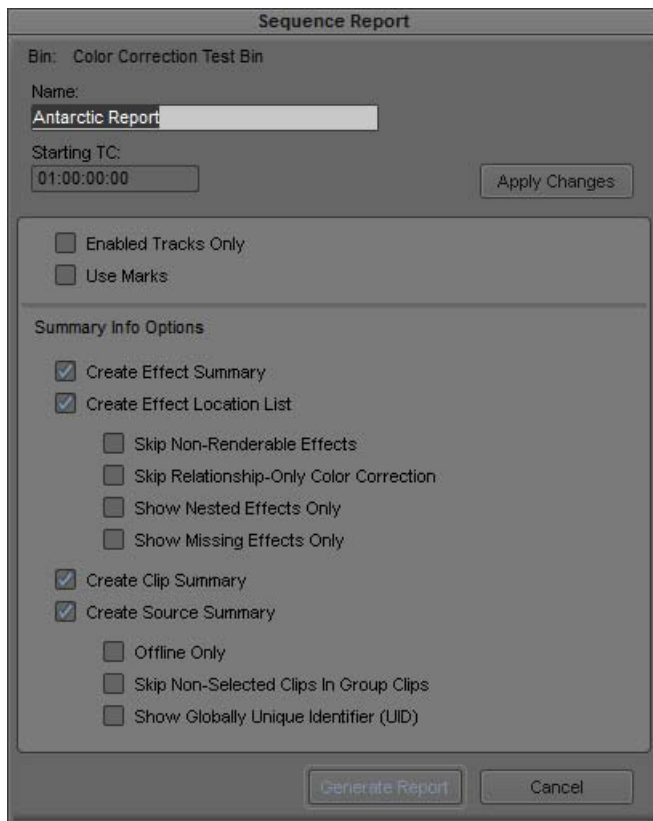 Sequence Report
Bin: Color Correction Test Bin
Name:
Antarctic Report
Starting TC:
01:00:00:00
Apply Changes
Enabled Tracks Only
Use Marks
Summary Info Options
Create Effect Summary
Create Effect Location List
Skip Non-Renderable Effects
Skip Relationship-Only Color Correction
Show Nested Effects Only
Show Missing Effects Only
Create Clip Summary
Create Source Summary
Offline Only
Skip Non-Selected Clips In Group Clips
Show Globally Unique Identifier (UID)
Generate Report
Cancel